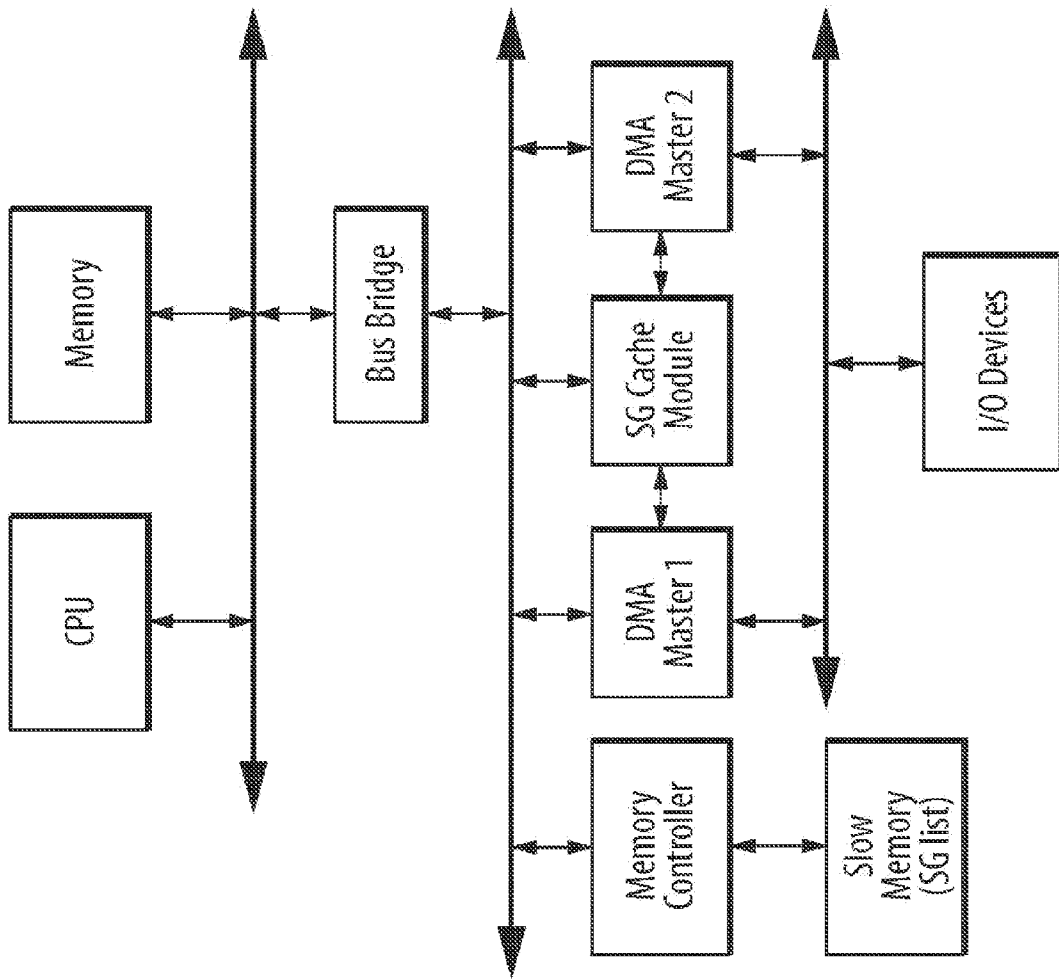 CPU
Memory
Bus Bridge
Memory
Controller
DMA
Master 1
SG Cache
Module
DMA
Master 2
Slow
Memory
(SG list)
I/O Devices